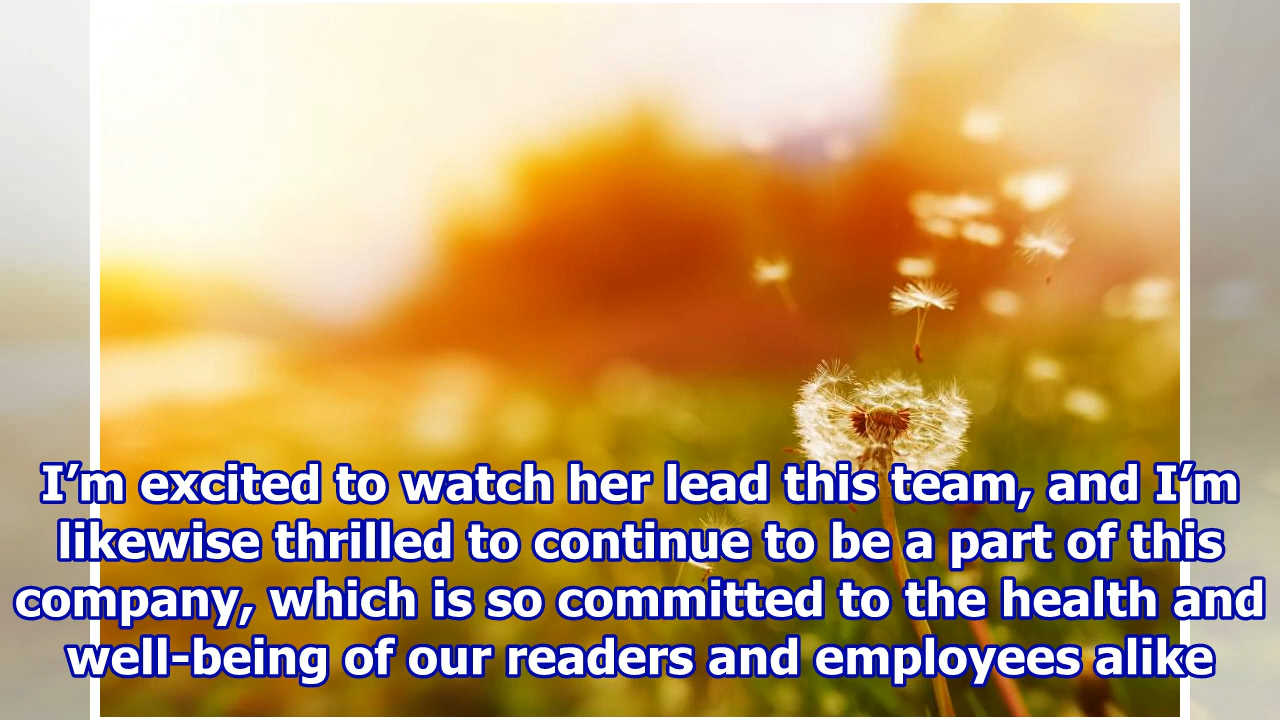 I’m excited to watch her lead this team, and I’m
likewise thrilled to continue to be a part of this
company, which is so committed to the health and
well-being of our readers and employees alike